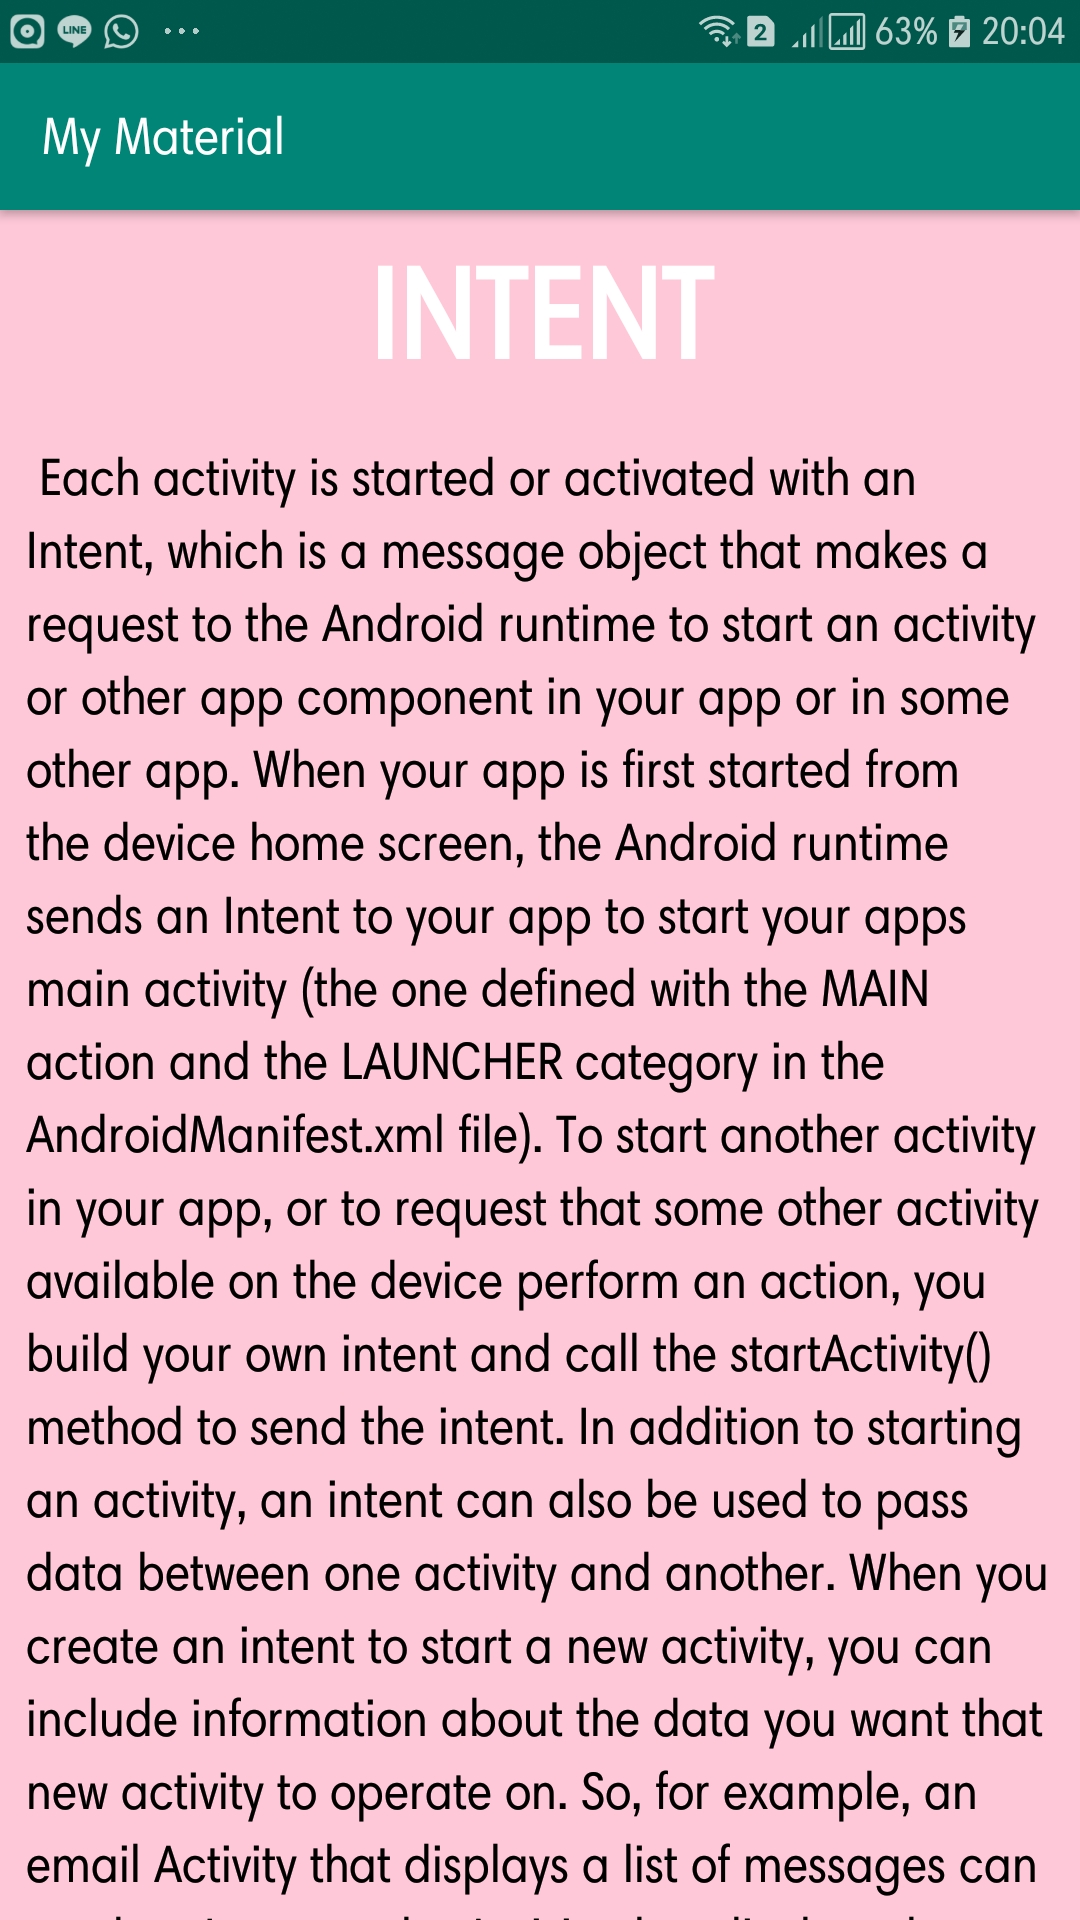 LINE 2 63% 20:04
My Material
INTENT
Each activity is started or activated with an
Intent, which is a message object that makes a
request to the Android runtime to start an activity
or other app component in your app or in some
other app. When your app is first started from
the device home screen, the Android runtime
sends an Intent to your app to start your apps
main activity (the one defined with the MAIN
action and the LAUNCHER category in the
AndroidManifest.xml file). To start another activity
in your app, or to request that some other activity
available on the device perform an action, you
build your own intent and call the startActivity()
method to send the intent. In addition to starting
an activity, an intent can also be used to pass
data between one activity and another. When you
create an intent to start a new activity, you can
include information about the data you want that
new activity to operate on. So, for example, an
email Activity that displays a list of messages can